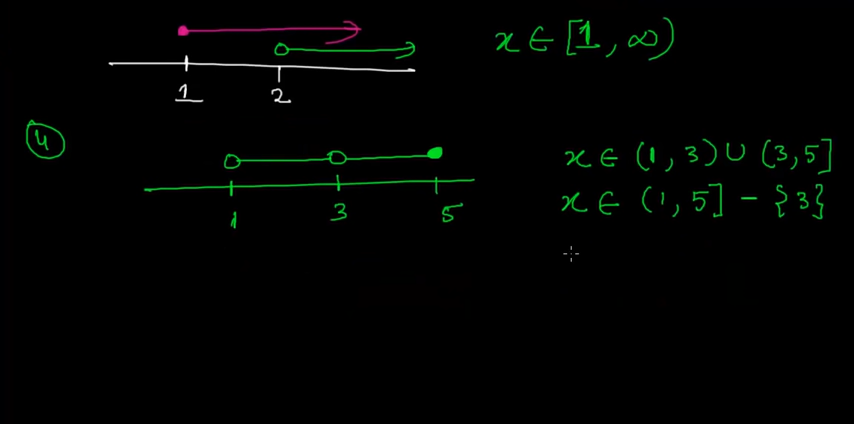 x ∈ [1, ∞)
1 2
4
x ∈ (1, 3) ∪ (3, 5]
x ∈ (1, 5] - {3}
1 3 5